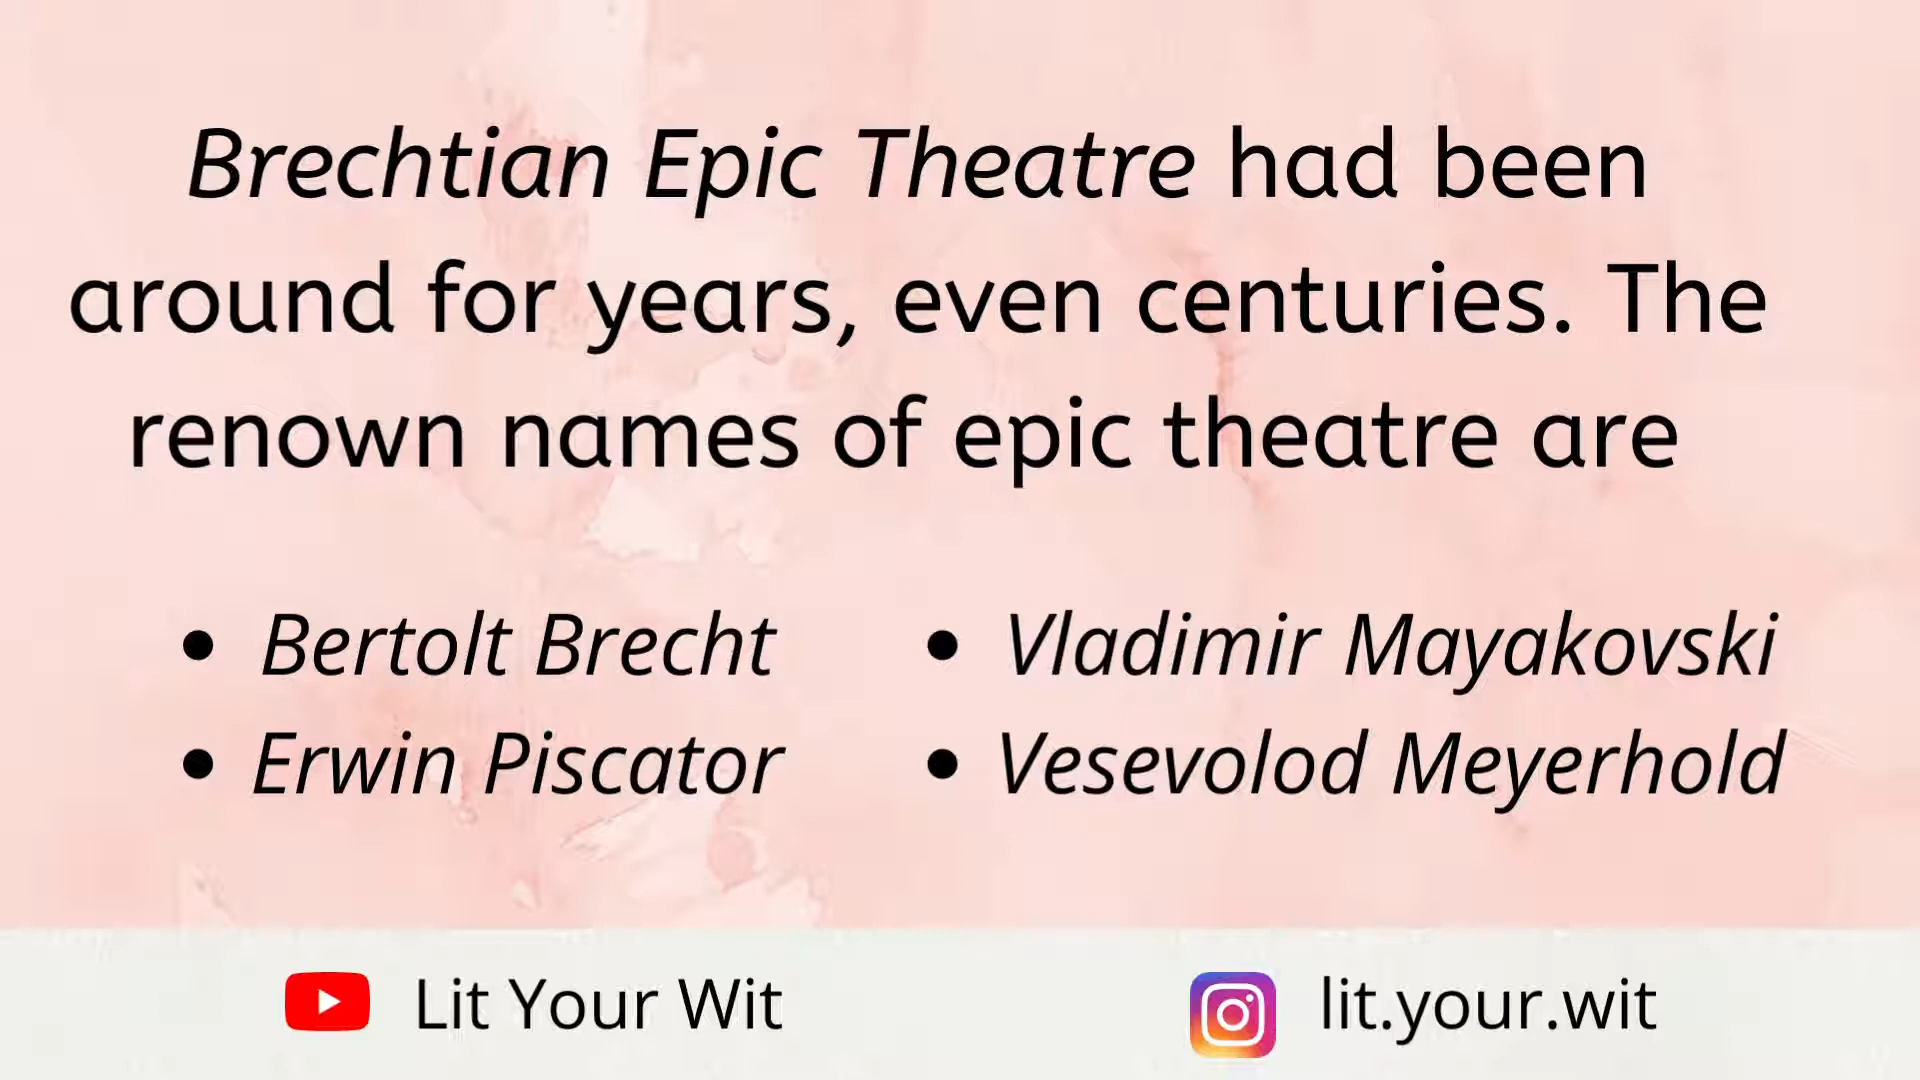 Brechtian Epic Theatre had been
around for years, even centuries. The
renown names of epic theatre are
• Bertolt Brecht
• Erwin Piscator
• Vladimir Mayakovski
• Vesevolod Meyerhold
Lit Your Wit
lit.your.wit